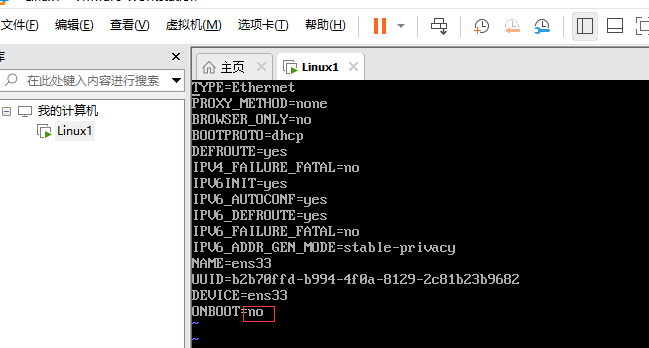 文件(F) 编辑(E) 查看(V) 虚拟机(M) 选项卡(T) 帮助(H)
库
在此处键入内容进行搜索
我的计算机
Linux1
主页
Linux1
TYPE=Ethernet
PROXY_METHOD=none
BROWSER_ONLY=no
BOOTPROTO=dhcp
DEFROUTE=yes
IPV4_FAILURE_FATAL=no
IPV6INIT=yes
IPV6_AUTOCONF=yes
IPV6_DEFROUTE=yes
IPV6_FAILURE_FATAL=no
IPV6_ADDR_GEN_MODE=stable-privacy
NAME=ens33
UUID=b2b70ffd-b994-4f0a-8129-2c81b23b9682
DEVICE=ens33
ONBOOT=no
~
~